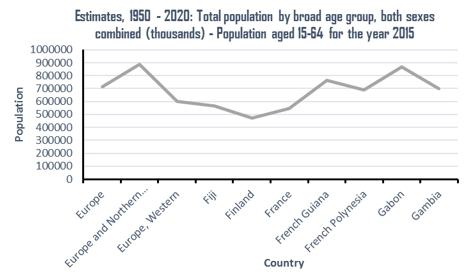 Estimates, 1950 - 2020: Total population by broad age group, both sexes
combined (thousands) - Population aged 15-64 for the year 2015
1000000
900000
800000
700000
600000
500000
400000
300000
200000
100000
0
Population
Europe
Europe and Northern...
Europe, Western
Fiji
Finland
France
French Guiana
French Polynesia
Gabon
Gambia
Country